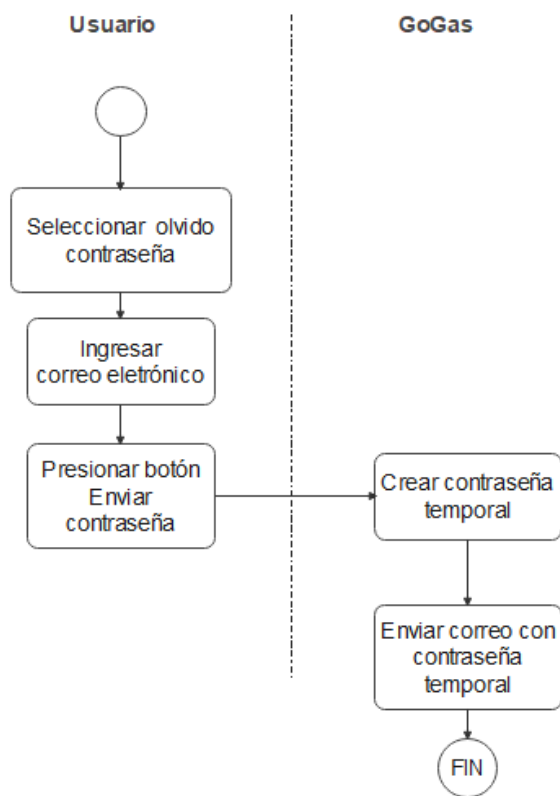 Usuario
GoGas
Seleccionar olvido
contraseña
Ingresar
correo eletrónico
Presionar botón
Enviar
contraseña
Crear contraseña
temporal
Enviar correo con
contraseña
temporal
FIN